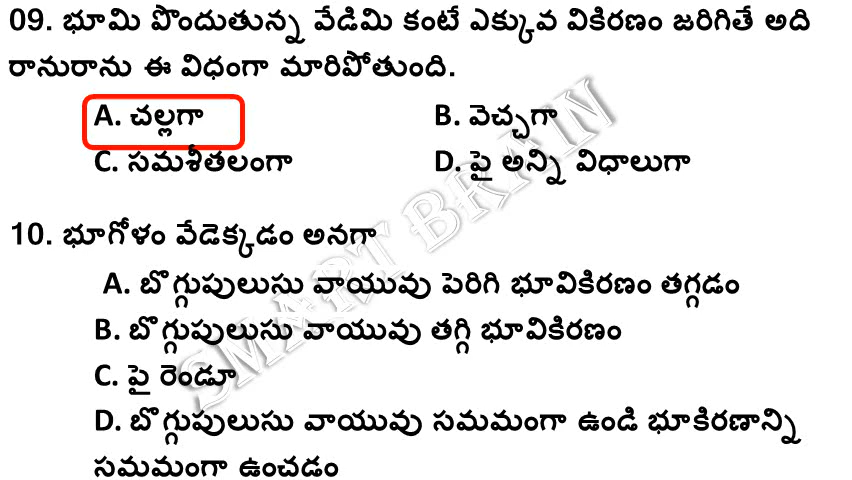 09. భూమి పొందుతున్న వేడిమి కంటే ఎక్కువ వికిరణం జరిగితే అది
రానురాను ఈ విధంగా మారిపోతుంది.
A. చల్లగా B. వెచ్చగా
C. సమశీతలంగా D. పై అన్ని విధాలుగా
10. భూగోళం వేడెక్కడం అనగా
A. బొగ్గుపులుసు వాయువు పెరిగి భూవికిరణం తగ్గడం
B. బొగ్గుపులుసు వాయువు తగ్గి భూవికిరణం
C. పై రెండూ
D. బొగ్గుపులుసు వాయువు సమమంగా ఉండి భూకిరణాన్ని
సమమంగా ఉంచడం
SMART BRAIN